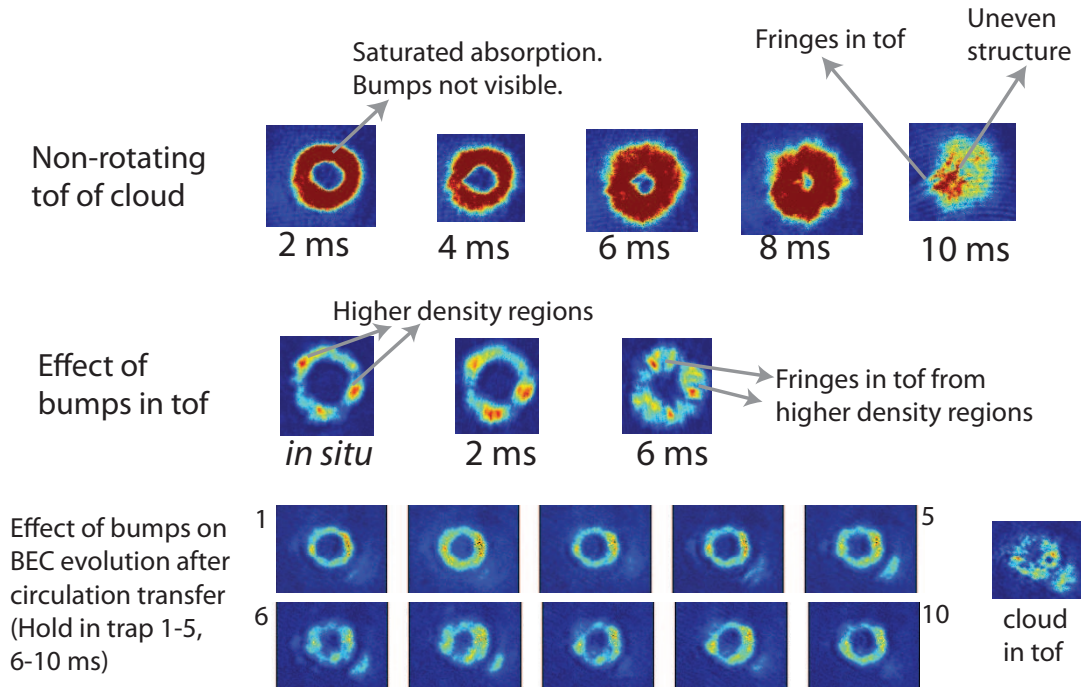 Saturated absorption.
Bumps not visible.
Fringes in tof
Uneven
structure
Non-rotating
tof of cloud
2 ms
4 ms
6 ms
8 ms
10 ms
Higher density regions
Effect of
bumps in tof
Fringes in tof from
higher density regions
in situ
2 ms
6 ms
Effect of bumps on
BEC evolution after
circulation transfer
(Hold in trap 1-5,
6-10 ms)
1
5
6
10
cloud
in tof